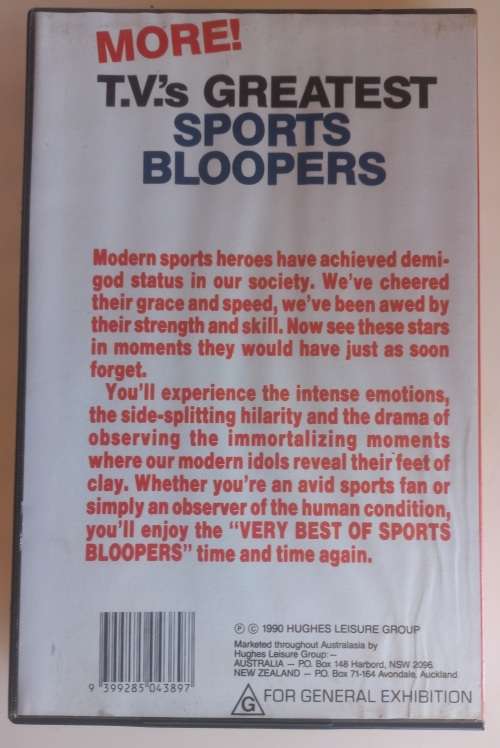 MORE!
T.V.'s GREATEST
SPORTS
BLOOPERS
Modern sports heroes have achieved demi-
god status in our society. We've cheered
their grace and speed, we've been awed by
their strength and skill. Now see these stars
in moments they would have just as soon
forget.
You'll experience the intense emotions,
the side-splitting hilarity and the drama of
observing the immortalizing moments
where our modern idols reveal their feet of
clay. Whether you're an avid sports fan or
simply an observer of the human condition,
you'll enjoy the "VERY BEST OF SPORTS
BLOOPERS" time and time again.
℗ © 1990 HUGHES LEISURE GROUP
Marketed throughout Australasia by
Hughes Leisure Group:—
AUSTRALIA — P.O. Box 148 Harbord, NSW 2096
NEW ZEALAND — P.O. Box 71-164 Avondale, Auckland
9 399285 043897
G FOR GENERAL EXHIBITION